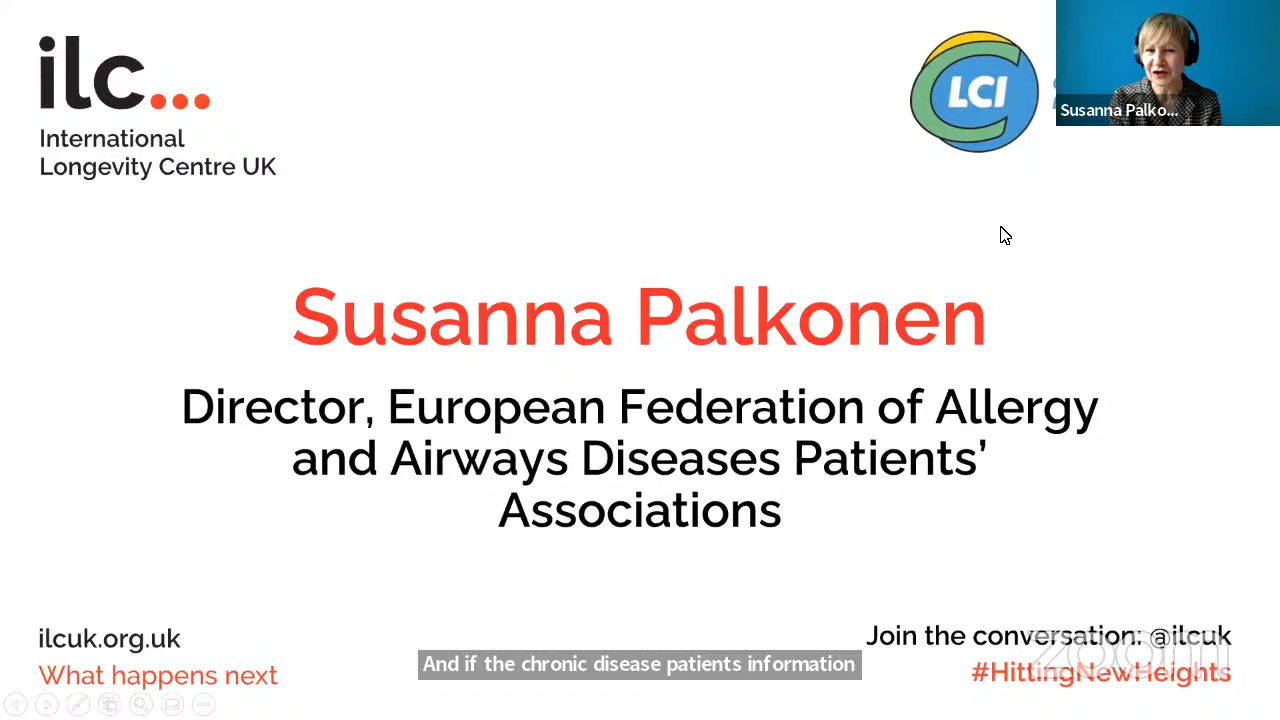 ilc...
International
Longevity Centre UK
LCI
Susanna Palko...
Susanna Palkonen
Director, European Federation of Allergy
and Airways Diseases Patients’
Associations
ilcuk.org.uk
What happens next
And if the chronic disease patients information
Join the conversation: @ilcuk
#HittingNewHeights
zoom